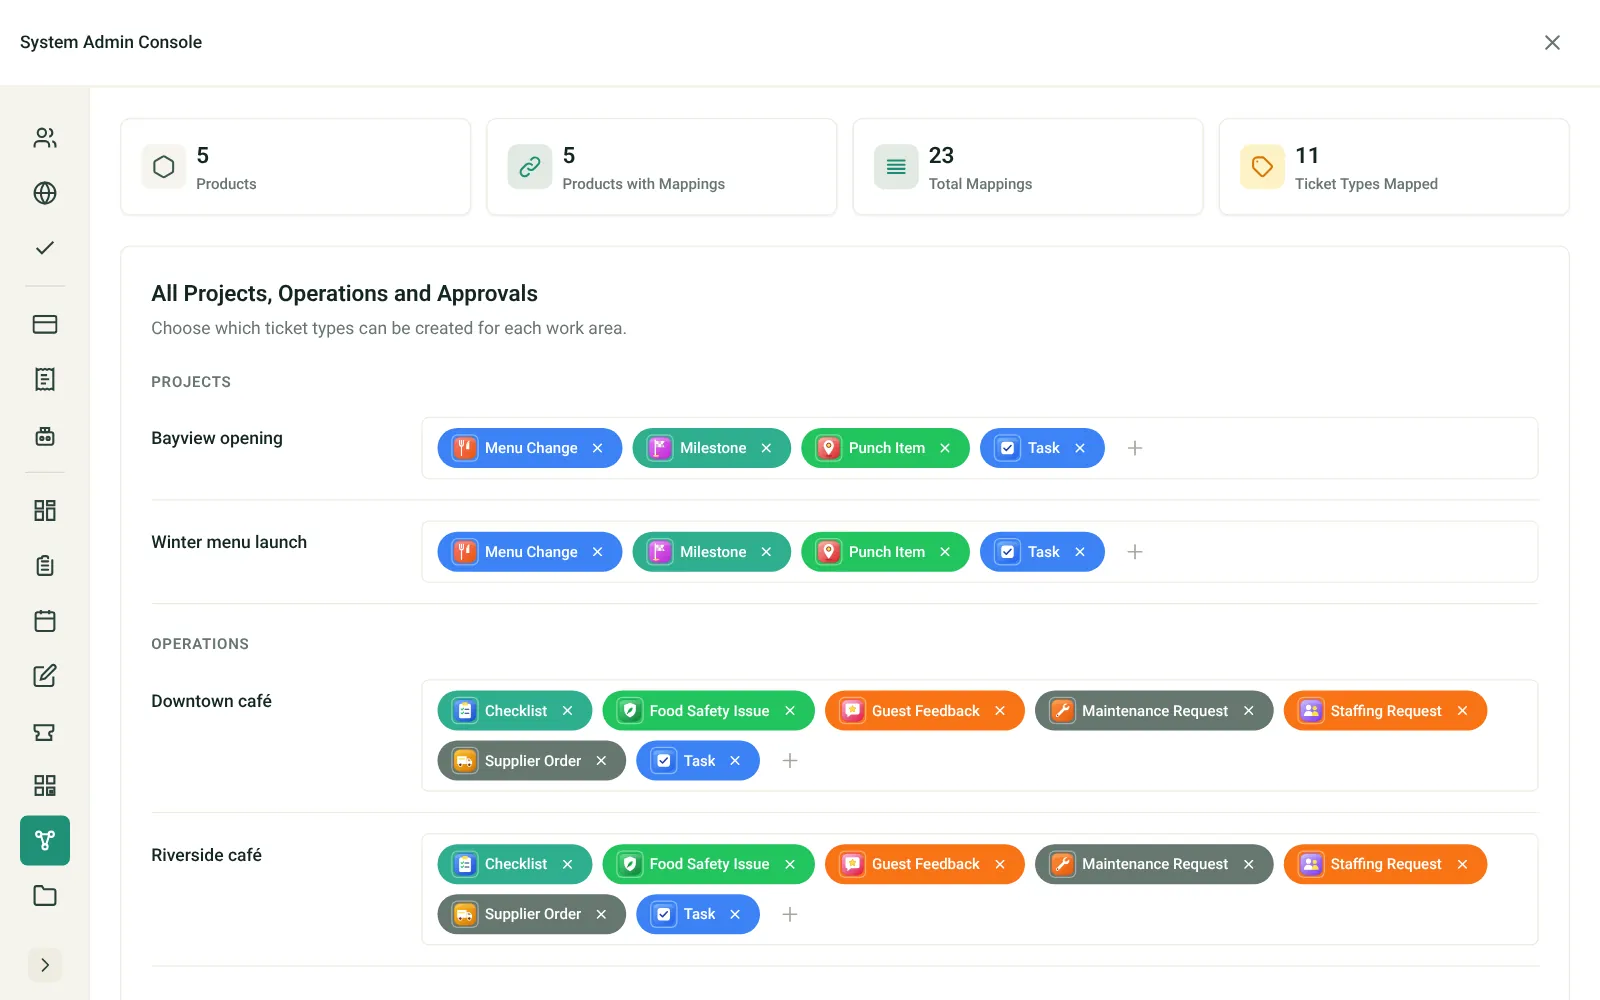 System Admin Console
5
Products
5
Products with Mappings
23
Total Mappings
11
Ticket Types Mapped
All Projects, Operations and Approvals
Choose which ticket types can be created for each work area.
PROJECTS
Bayview opening
Menu Change Milestone Punch Item Task
Winter menu launch
Menu Change Milestone Punch Item Task
OPERATIONS
Downtown café
Checklist Food Safety Issue Guest Feedback Maintenance Request Staffing Request
Supplier Order Task
Riverside café
Checklist Food Safety Issue Guest Feedback Maintenance Request Staffing Request
Supplier Order Task